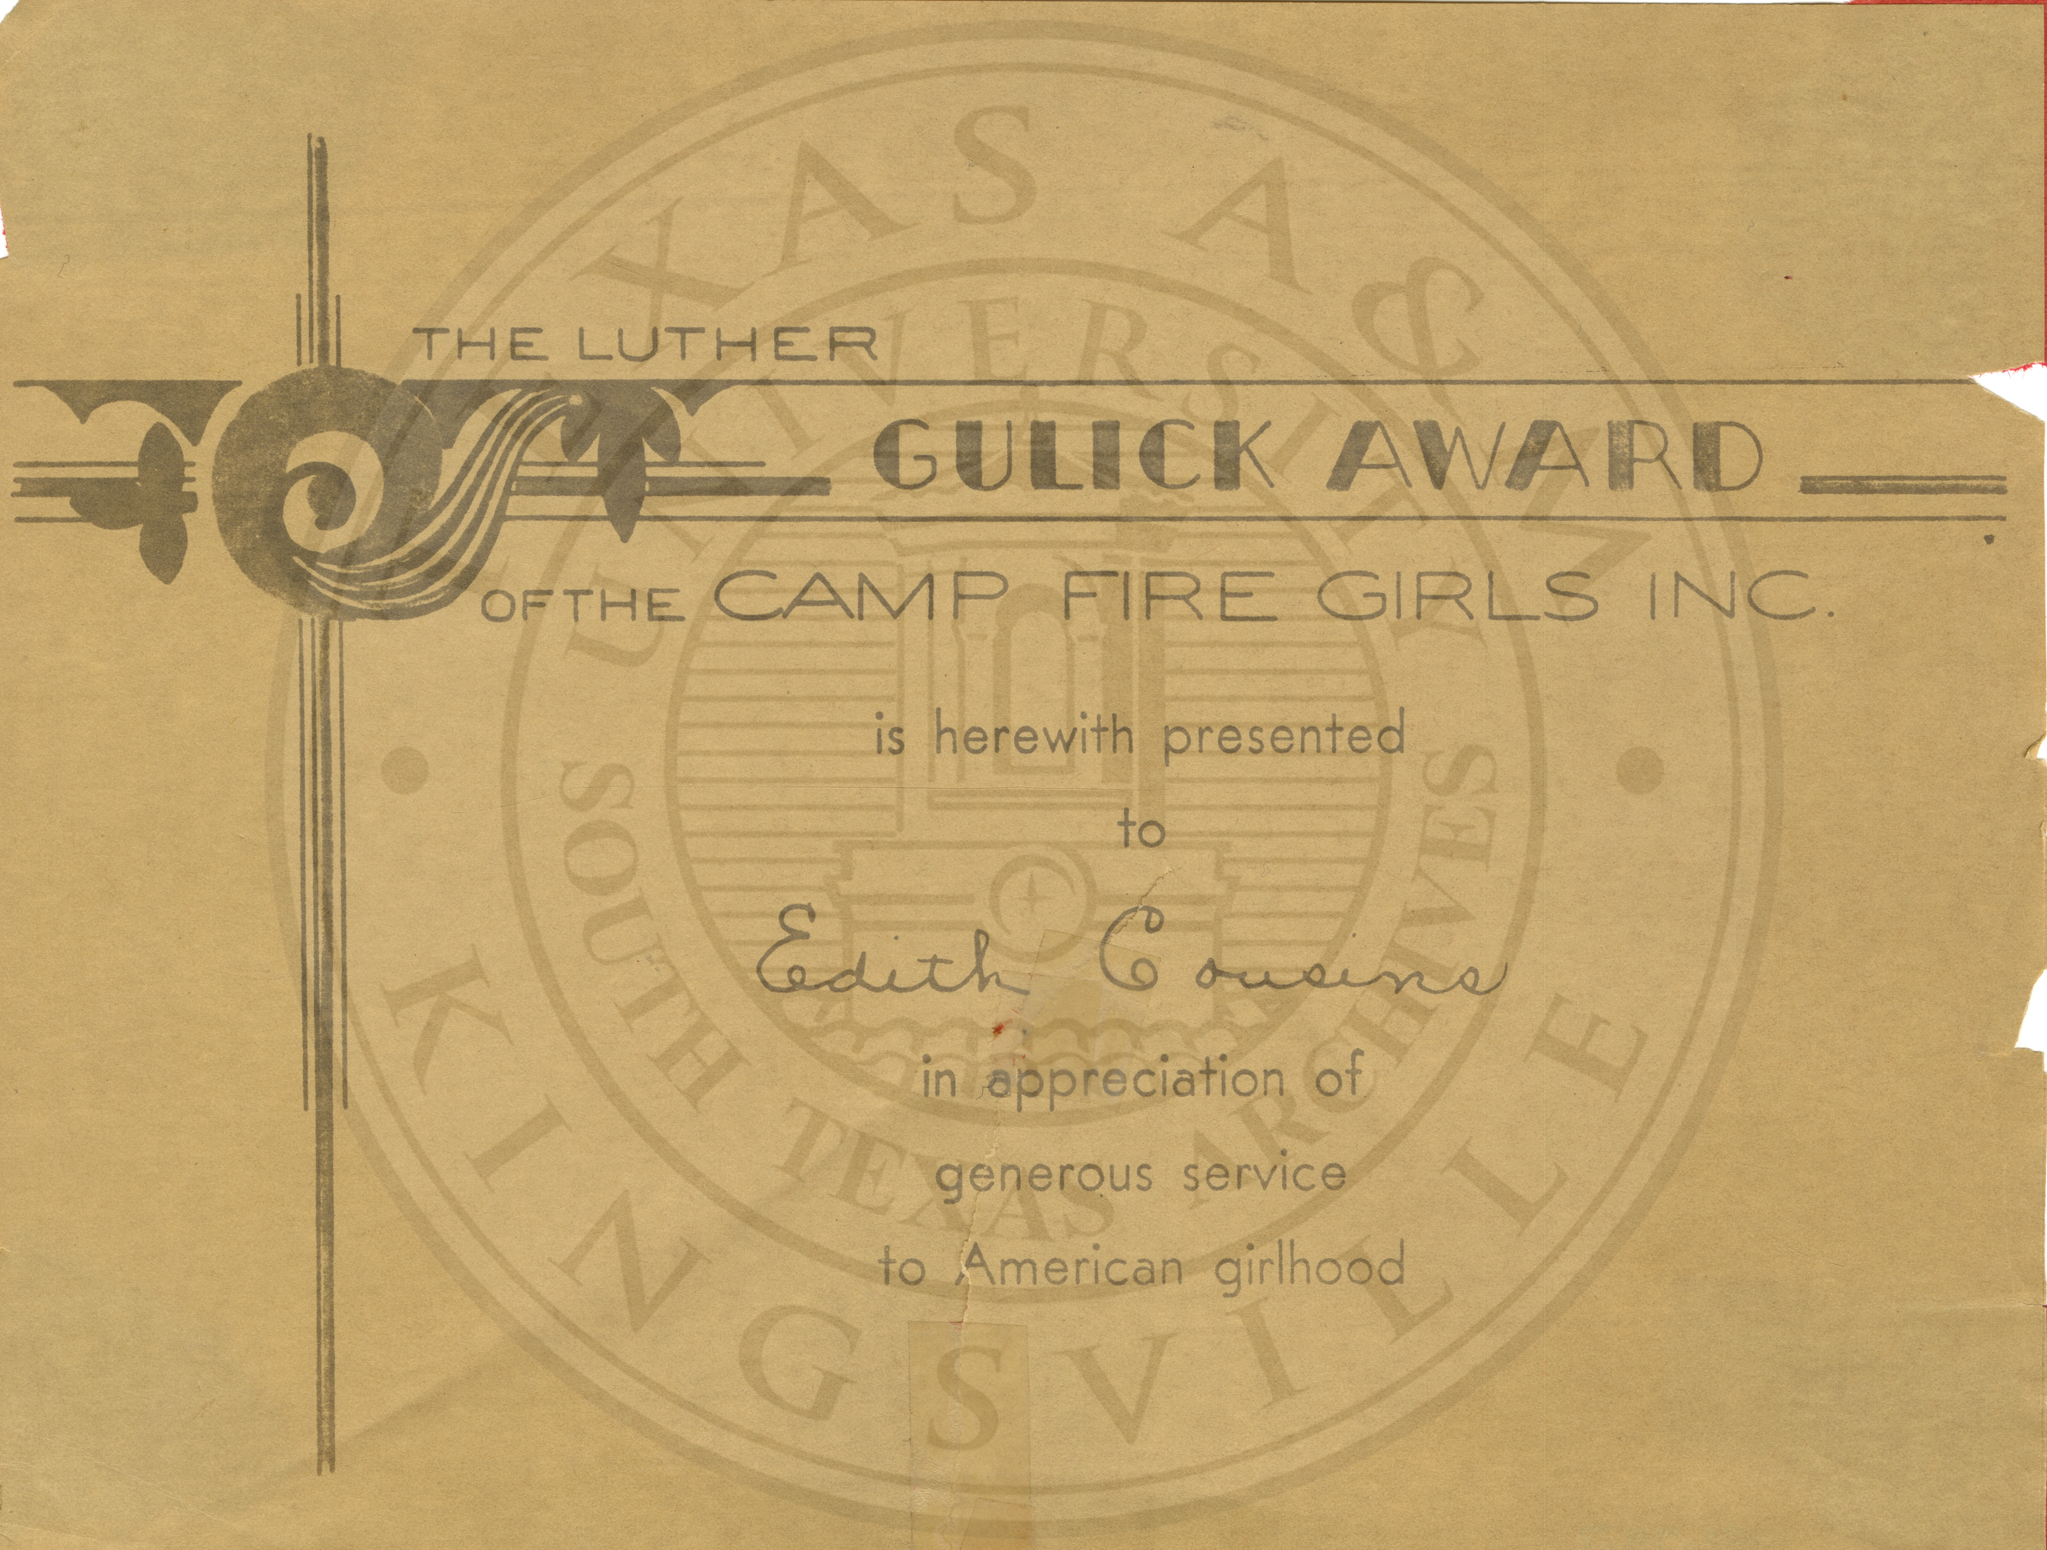 THE LUTHER
GULICK AWARD
OF THE CAMP FIRE GIRLS INC.
is herewith presented
to
Edith Cousins
in appreciation of
generous service
to American girlhood
TEXAS A&M
KINGSVILLE
UNIVERSITY
SOUTH TEXAS ARCHIVES